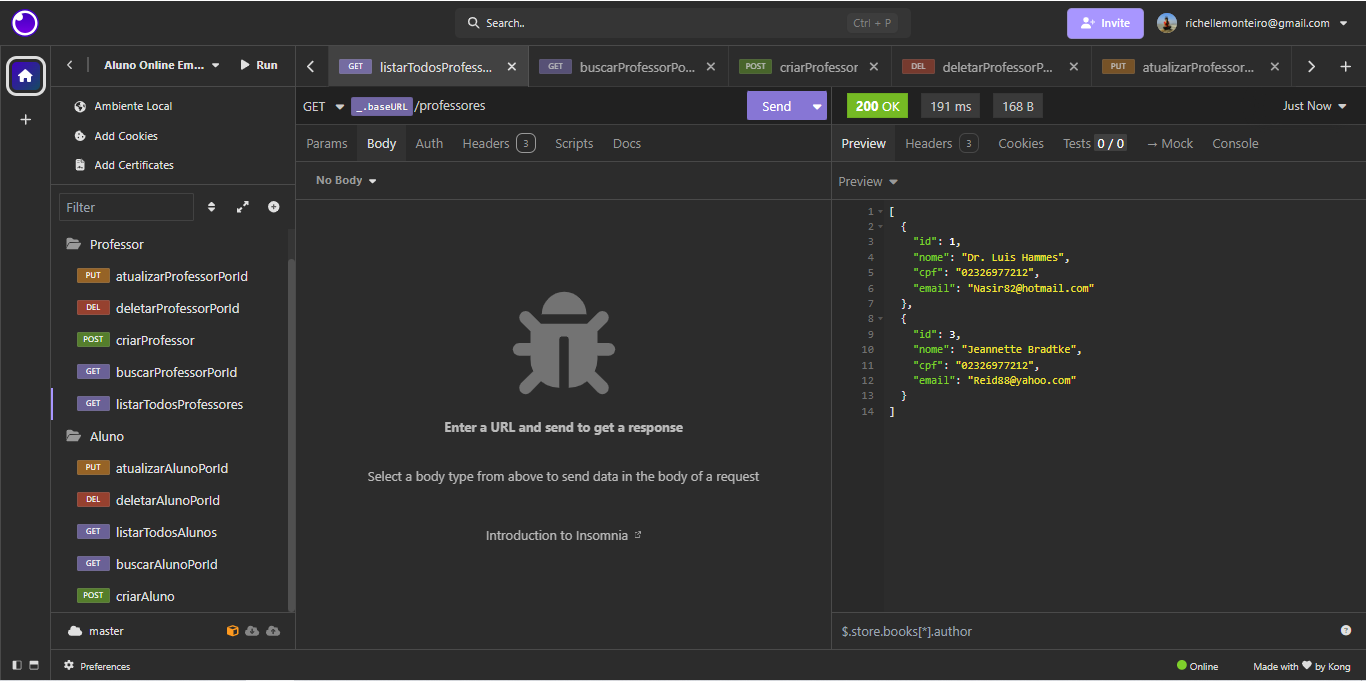 Search..
Ctrl + P
Invite
richellemonteiro@gmail.com
Aluno Online Em...
Run
GET listarTodosProfess...
GET buscarProfessorPo...
POST criarProfessor
DEL deletarProfessorP...
PUT atualizarProfessor...
Ambiente Local
Add Cookies
Add Certificates
Filter
Professor
PUT atualizarProfessorPorId
DEL deletarProfessorPorId
POST criarProfessor
GET buscarProfessorPorId
GET listarTodosProfessores
Aluno
PUT atualizarAlunoPorId
DEL deletarAlunoPorId
GET listarTodosAlunos
GET buscarAlunoPorId
POST criarAluno
master
GET _.baseURL /professores
Send
Params Body Auth Headers 3 Scripts Docs
No Body
Enter a URL and send to get a response
Select a body type from above to send data in the body of a request
Introduction to Insomnia
200 OK 191 ms 168 B
Just Now
Preview Headers 3 Cookies Tests 0 / 0 → Mock Console
Preview
1 [
2 {
3 "id": 1,
4 "nome": "Dr. Luis Hammes",
5 "cpf": "02326977212",
6 "email": "Nasir82@hotmail.com"
7 },
8 {
9 "id": 3,
10 "nome": "Jeannette Bradtke",
11 "cpf": "02326977212",
12 "email": "Reid88@yahoo.com"
13 }
14 ]
$.store.books[*].author
Preferences
Online
Made with ♥ by Kong